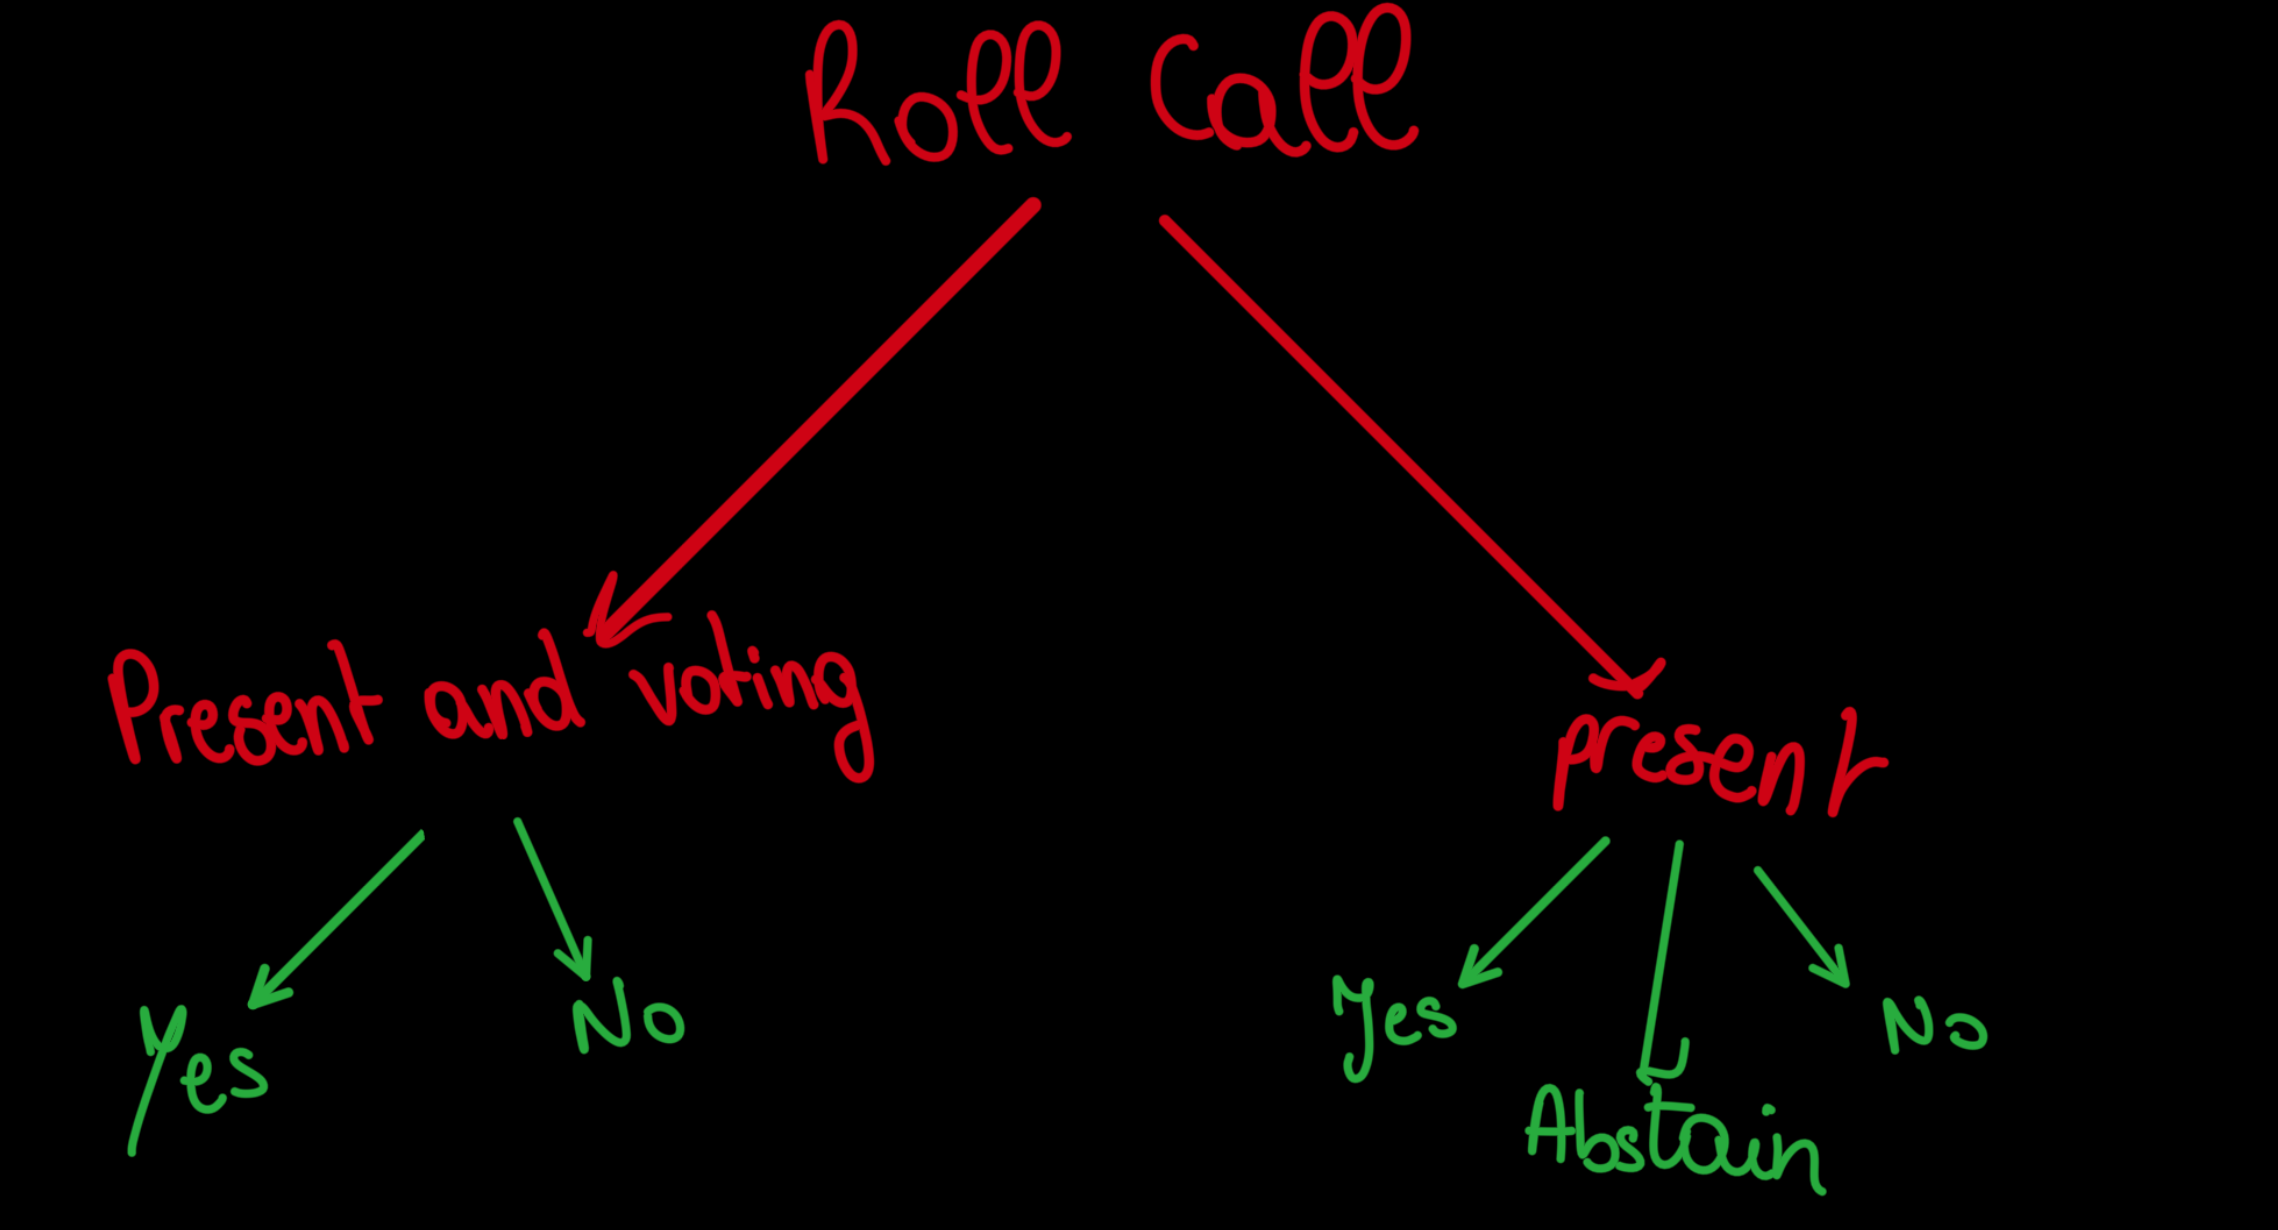 Roll Call
Present and voting
present
Yes
No
Yes
Abstain
No